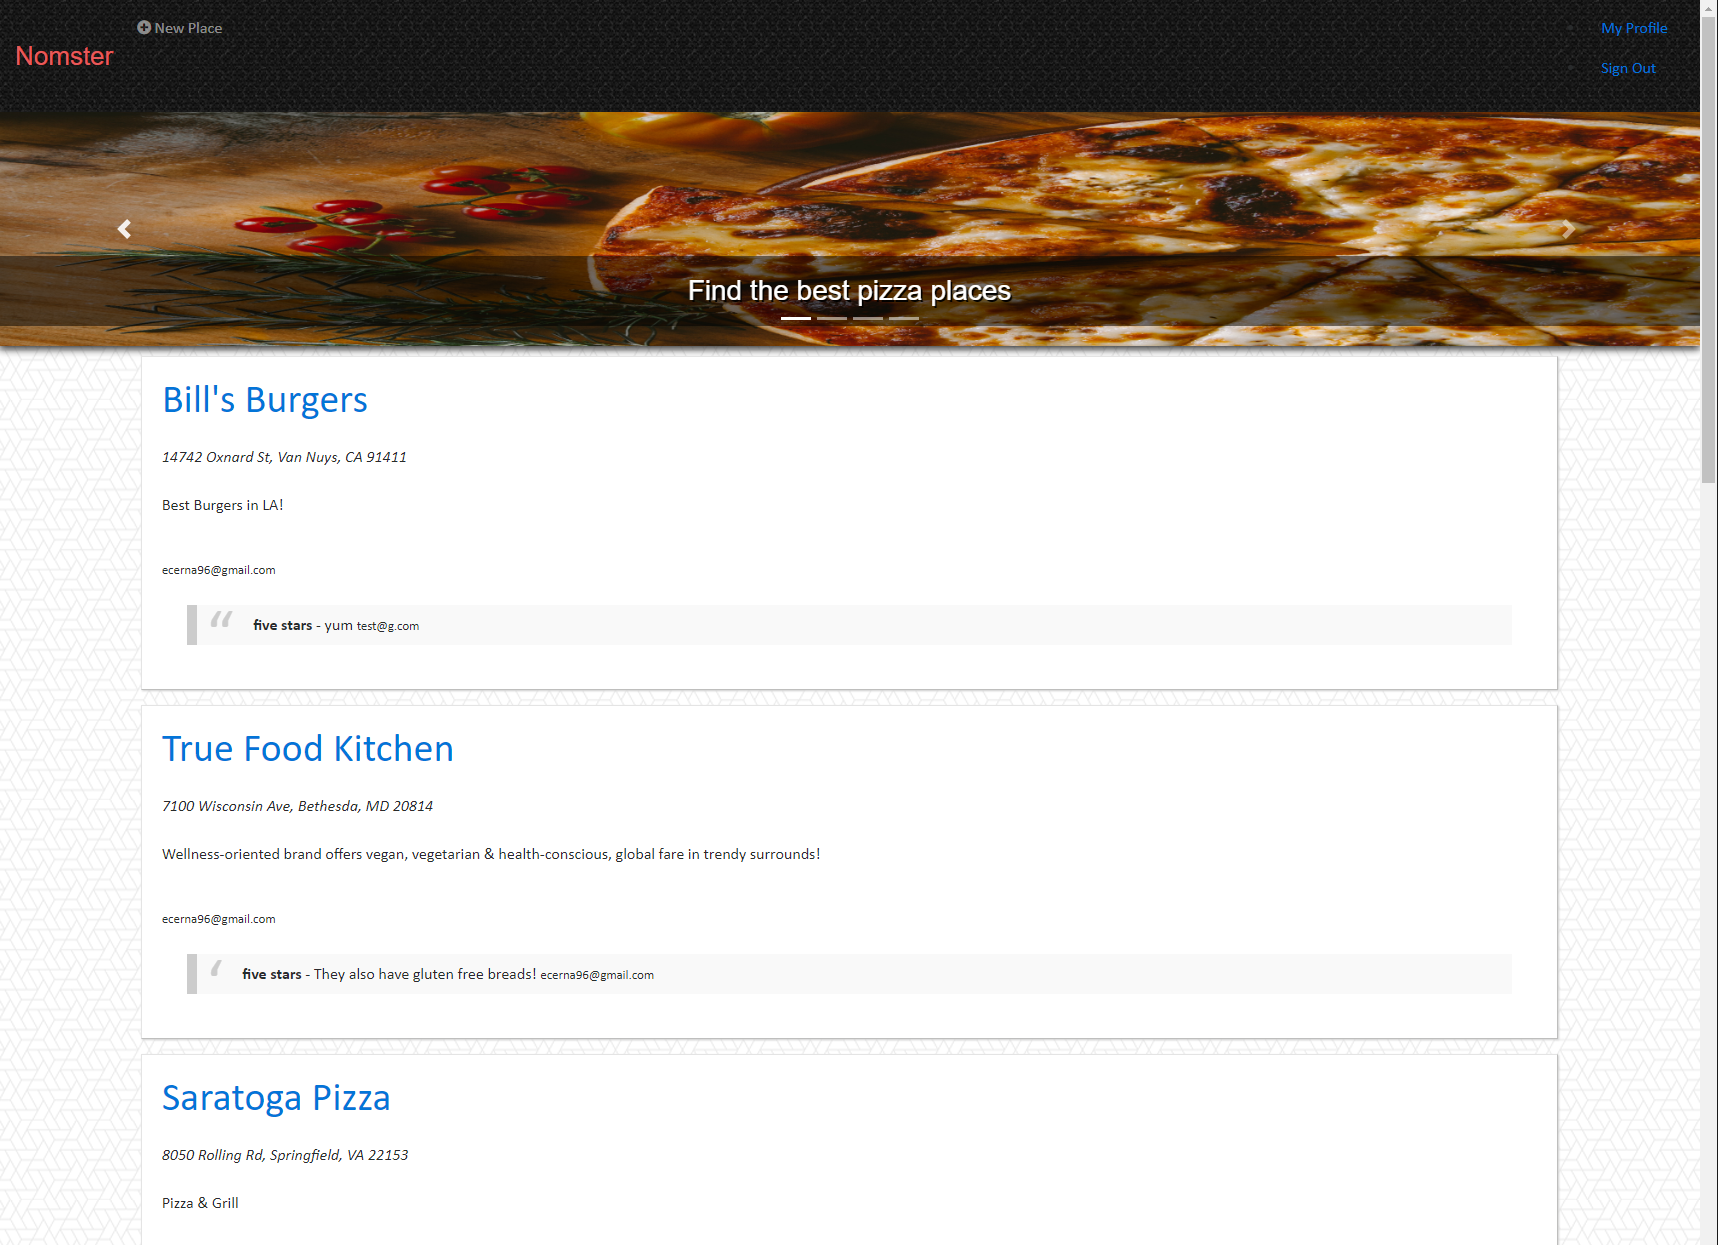 New Place
Nomster
My Profile
Sign Out
Find the best pizza places
Bill's Burgers
14742 Oxnard St, Van Nuys, CA 91411
Best Burgers in LA!
ecerna96@gmail.com
“ five stars - yum test@g.com
True Food Kitchen
7100 Wisconsin Ave, Bethesda, MD 20814
Wellness-oriented brand offers vegan, vegetarian & health-conscious, global fare in trendy surrounds!
ecerna96@gmail.com
‘ five stars - They also have gluten free breads! ecerna96@gmail.com
Saratoga Pizza
8050 Rolling Rd, Springfield, VA 22153
Pizza & Grill